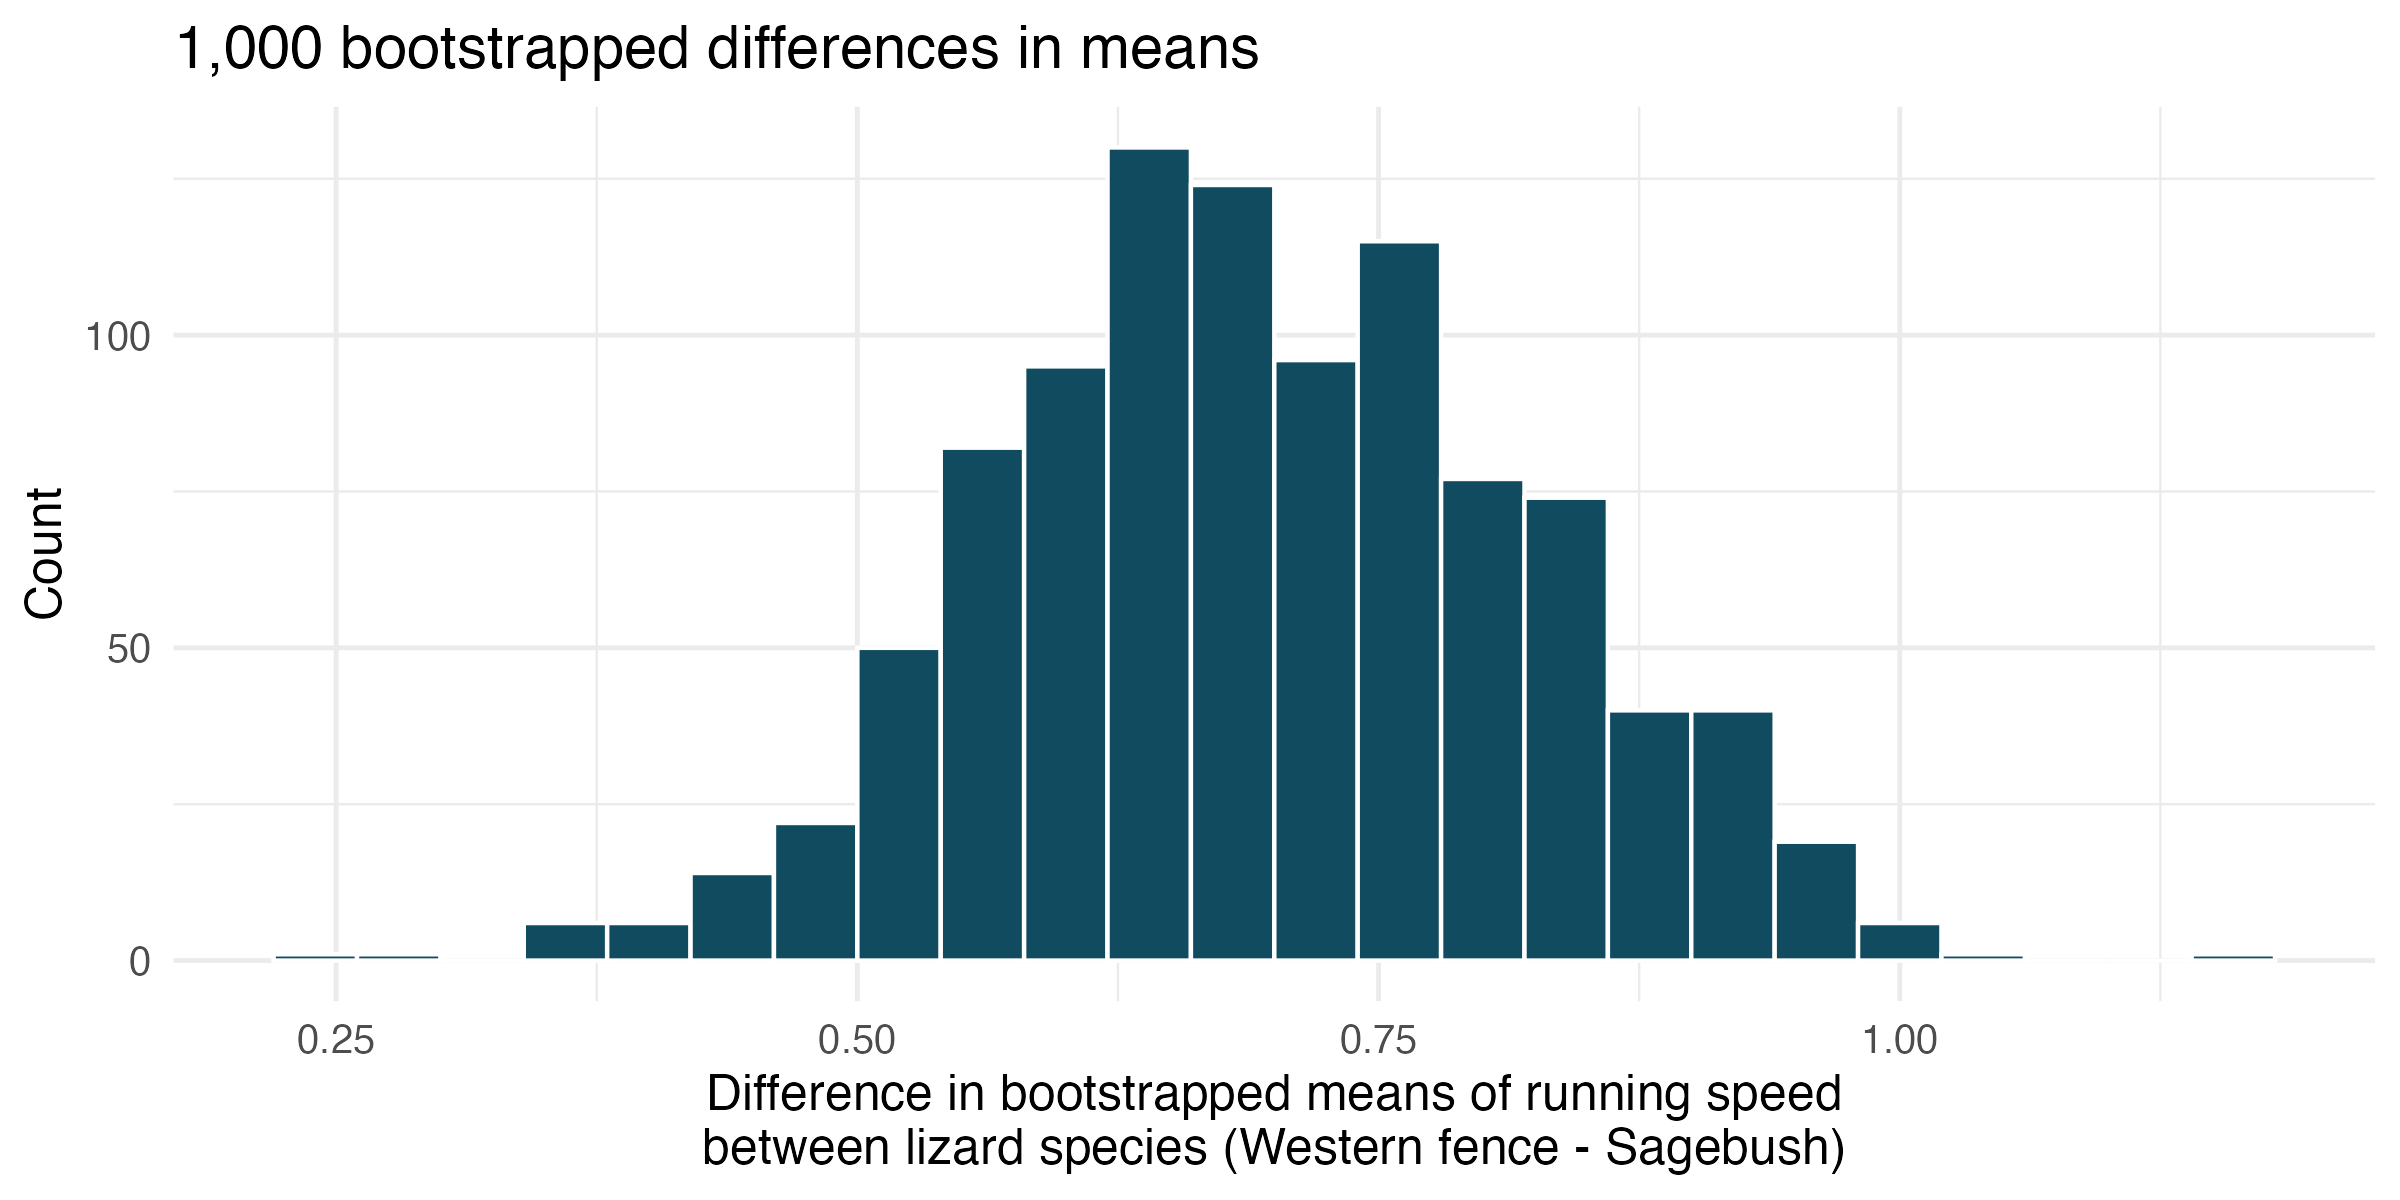 1,000 bootstrapped differences in means
Count
100
50
0
0.25 0.50 0.75 1.00
Difference in bootstrapped means of running speed
between lizard species (Western fence - Sagebush)